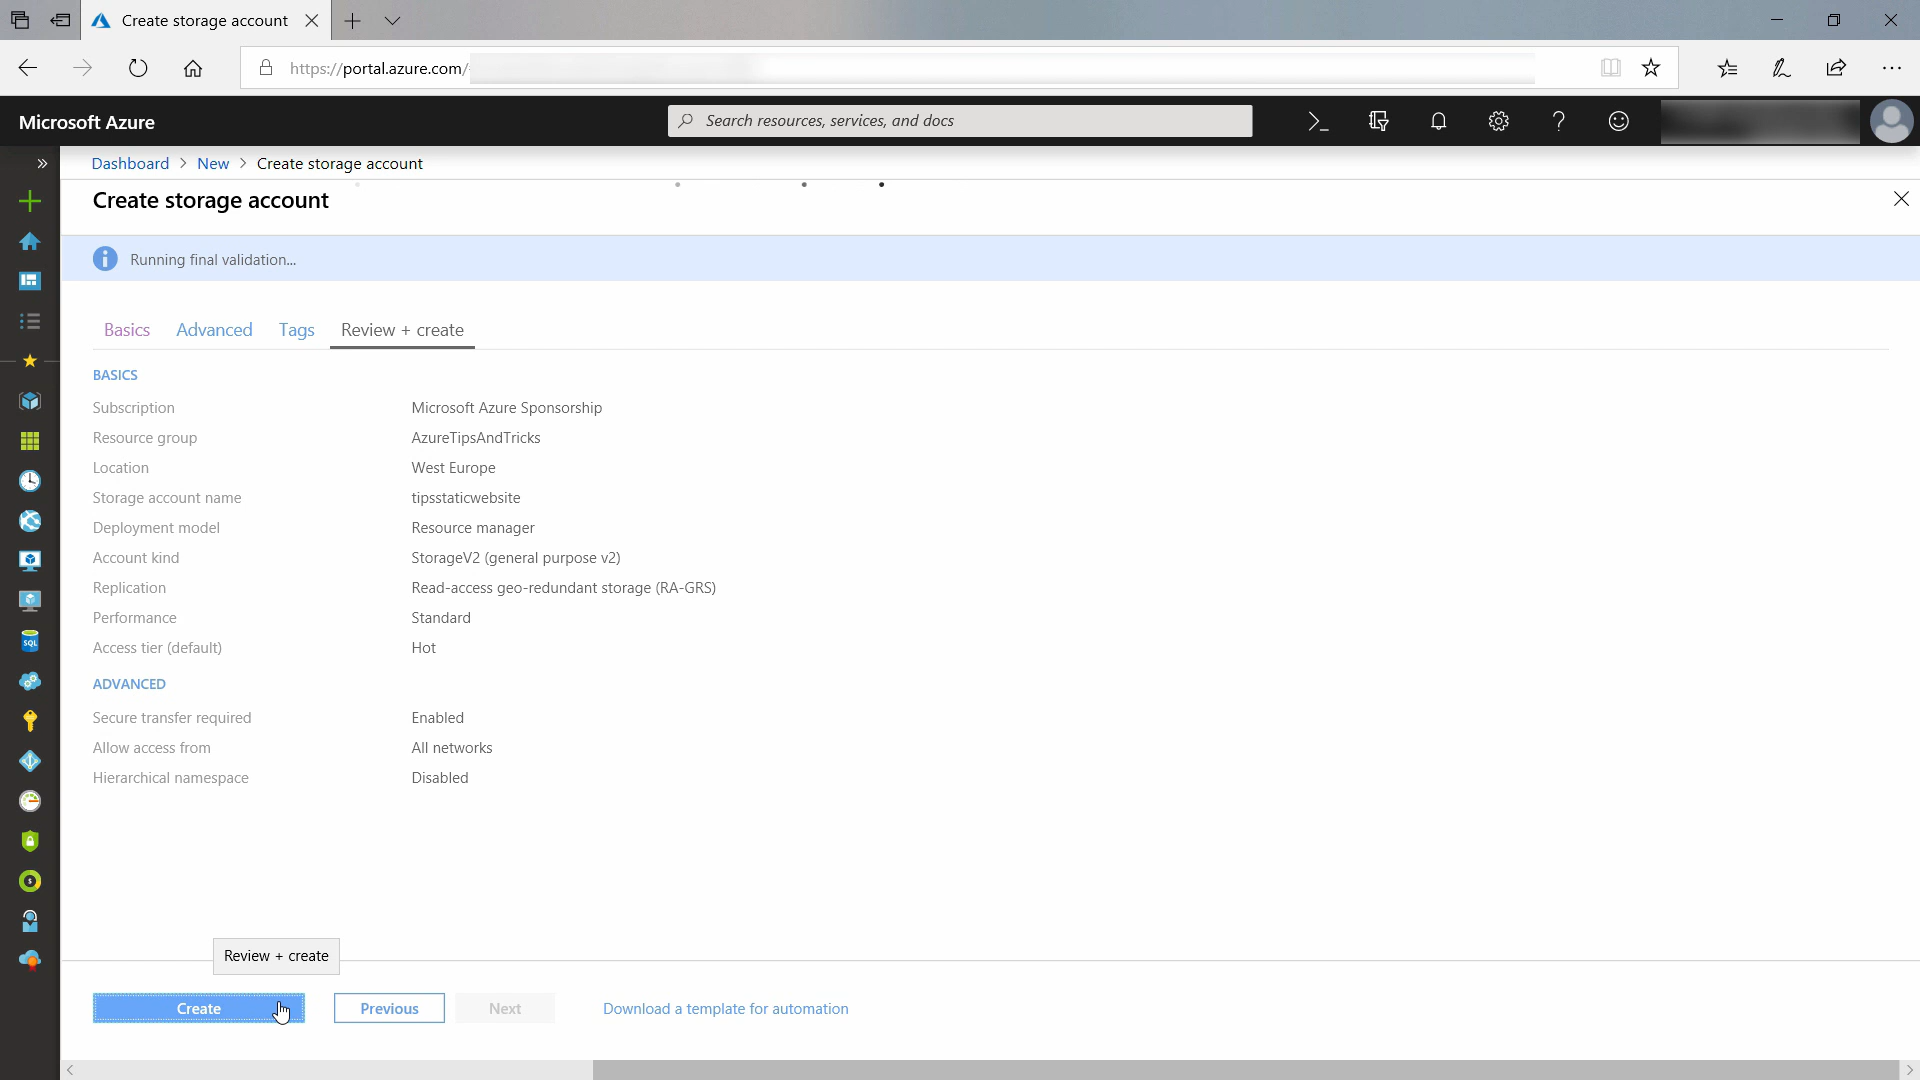 Create storage account
https://portal.azure.com/
Microsoft Azure
Search resources, services, and docs
Dashboard > New > Create storage account
Create storage account
Running final validation...
Basics Advanced Tags Review + create
BASICS
Subscription Microsoft Azure Sponsorship
Resource group AzureTipsAndTricks
Location West Europe
Storage account name tipsstaticwebsite
Deployment model Resource manager
Account kind StorageV2 (general purpose v2)
Replication Read-access geo-redundant storage (RA-GRS)
Performance Standard
Access tier (default) Hot
ADVANCED
Secure transfer required Enabled
Allow access from All networks
Hierarchical namespace Disabled
Review + create
Create Previous Next Download a template for automation